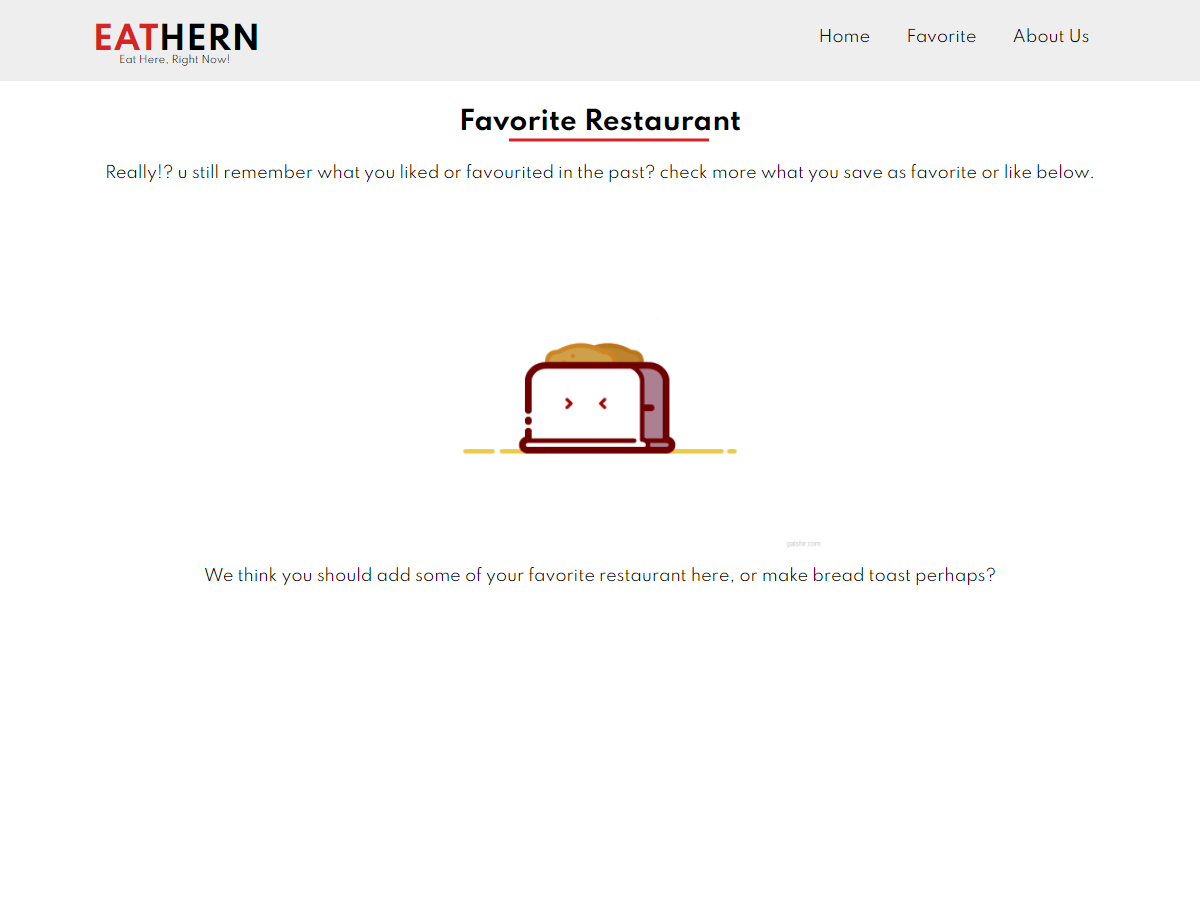 EATHERN
Eat Here, Right Now!
Home
Favorite
About Us
Favorite Restaurant
Really!? u still remember what you liked or favourited in the past? check more what you save as favorite or like below.
We think you should add some of your favorite restaurant here, or make bread toast perhaps?